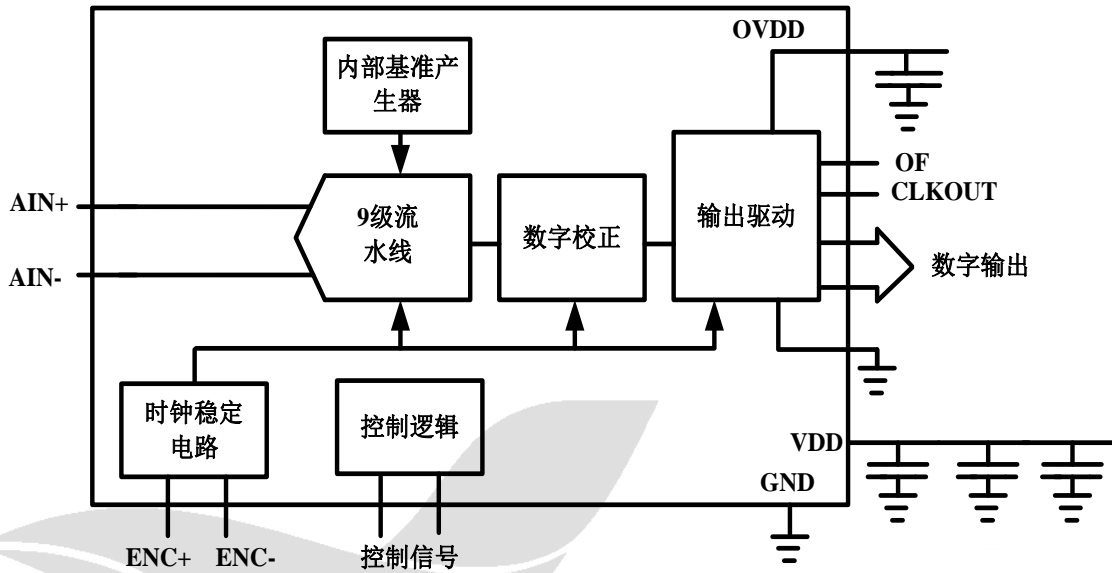 OVDD
内部基准产
生器
OF
CLKOUT
AIN+
9级流
水线
数字校正
输出驱动
数字输出
AIN-
时钟稳定
电路
控制逻辑
VDD
GND
ENC+
ENC-
控制信号